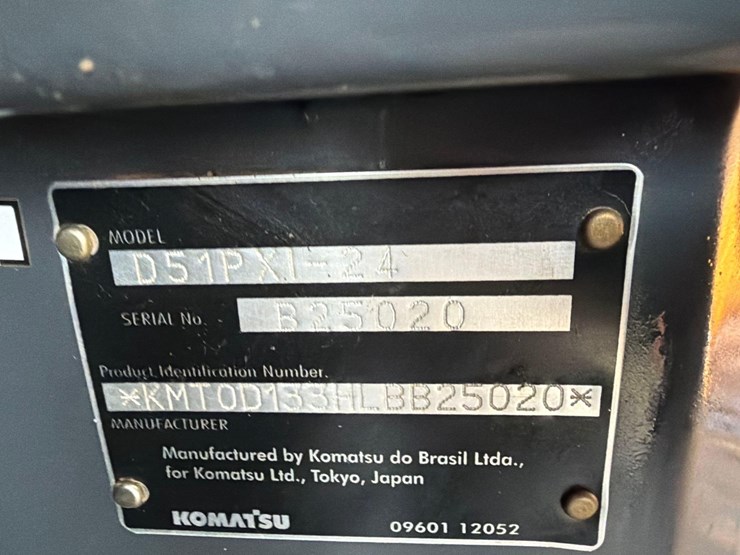 MODEL
D51PXI-24
SERIAL No.
B25020
Product Identification Number.
*KMT0D133HLBB25020*
MANUFACTURER
Manufactured by Komatsu do Brasil Ltda.,
for Komatsu Ltd., Tokyo, Japan
KOMATSU
09601 12052